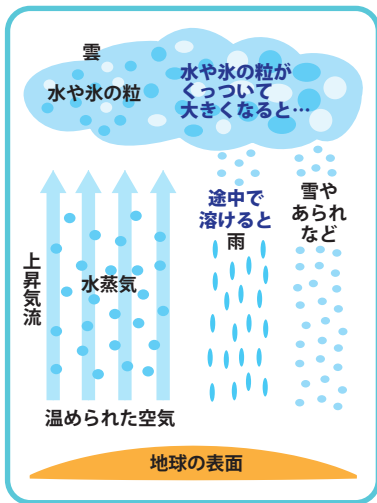 雲
水や氷の粒
水や氷の粒が
くっついて
大きくなると…
途中で
溶けると
雨
雪や
あられ
など
上昇気流
水蒸気
温められた空気
地球の表面